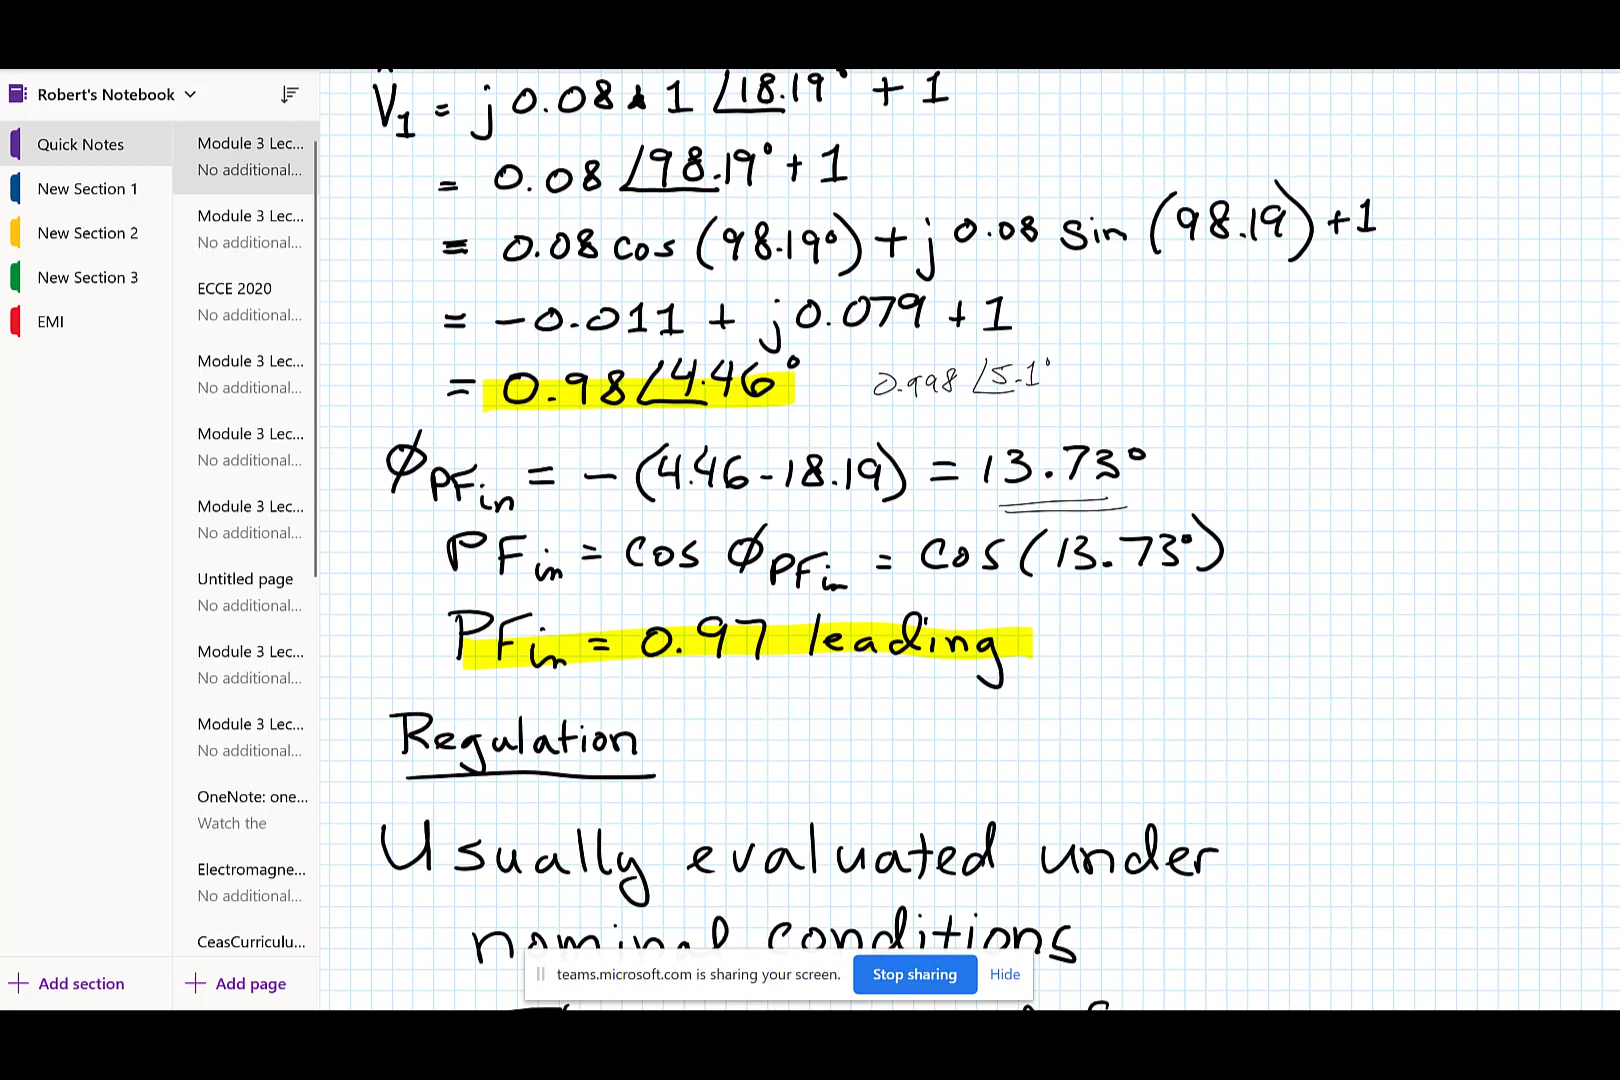 Robert's Notebook
Quick Notes
New Section 1
New Section 2
New Section 3
EMI
Add section
Module 3 Lec...
No additional...
Module 3 Lec...
No additional...
ECCE 2020
No additional...
Module 3 Lec...
No additional...
Module 3 Lec...
No additional...
Module 3 Lec...
No additional...
Untitled page
No additional...
Module 3 Lec...
No additional...
Module 3 Lec...
No additional...
OneNote: one...
Watch the
Electromagne...
No additional...
CeasCurriculu...
Add page
V₁ = j 0.08 * 1 ∠18.19° + 1
= 0.08 ∠98.19° + 1
= 0.08 cos (98.19°) + j 0.08 sin (98.19) + 1
= -0.011 + j 0.079 + 1
= 0.98 ∠4.46° 0.998 ∠5.1°
ϕPFin = - (4.46 - 18.19) = 13.73°
PFin = cos ϕPFin = cos (13.73°)
PFin = 0.97 leading
Regulation
Usually evaluated under
nominal conditions
teams.microsoft.com is sharing your screen.
Stop sharing
Hide